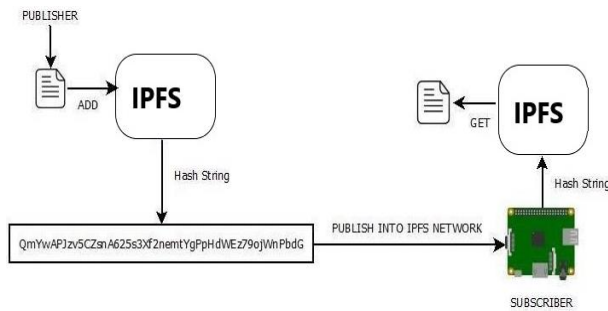 PUBLISHER
ADD
IPFS
Hash String
QmYwAPJzv5CZsnA625s3Xf2nemtYgPpHdWEz79ojWnPbdG
PUBLISH INTO IPFS NETWORK
GET
IPFS
Hash String
SUBSCRIBER